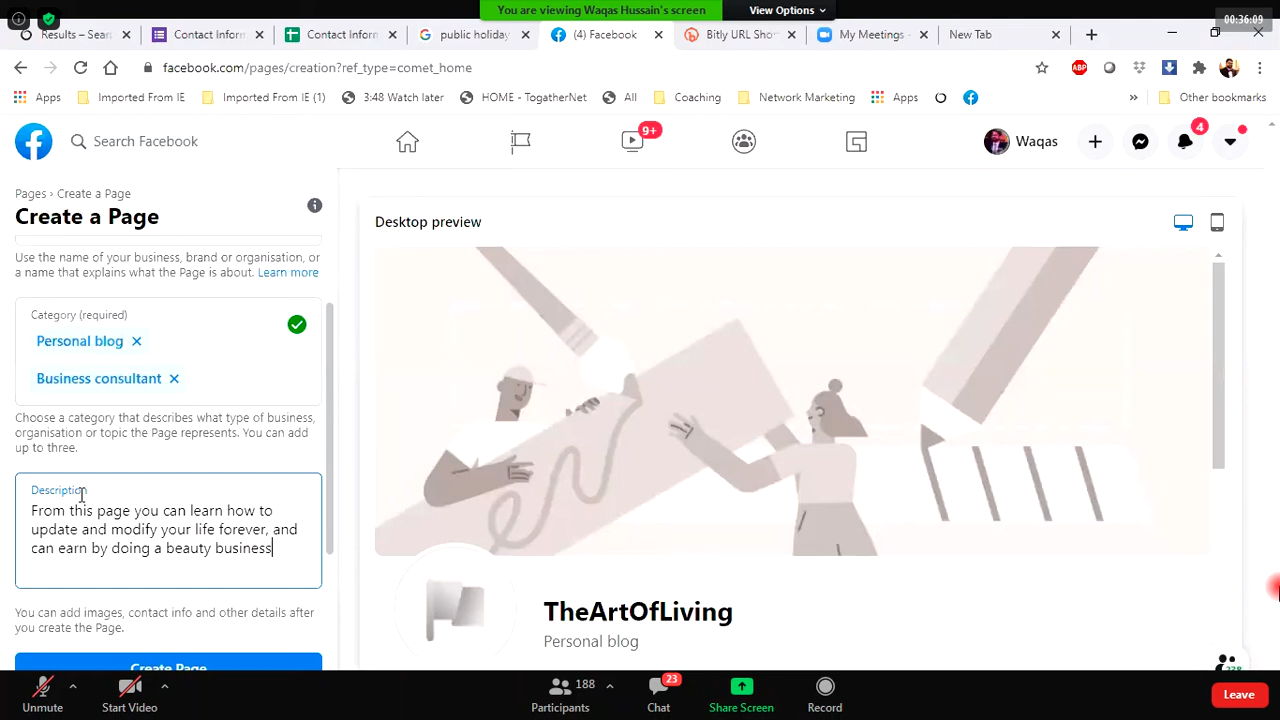 You are viewing Waqas Hussain's screen
View Options
00:36:09
Results – Sear
Contact Inforn
Contact Inforn
public holida
(4) Facebook
Bitly URL Sho
My Meetings -
New Tab
facebook.com/pages/creation?ref_type=comet_home
ABP
Apps
Imported From IE
Imported From IE (1)
3:48 Watch later
HOME - TogatherNet
All
Coaching
Network Marketing
Apps
»
Other bookmarks
Search Facebook
9+
Waqas
4
Pages › Create a Page
Create a Page
Use the name of your business, brand or organisation, or
a name that explains what the Page is about. Learn more
Category (required)
Personal blog ×
Business consultant ×
Choose a category that describes what type of business,
organisation or topic the Page represents. You can add
up to three.
Description
From this page you can learn how to
update and modify your life forever, and
can earn by doing a beauty business
You can add images, contact info and other details after
you create the Page.
Create Page
Desktop preview
TheArtOfLiving
Personal blog
Unmute
Start Video
188
Participants
23
Chat
Share Screen
Record
Leave